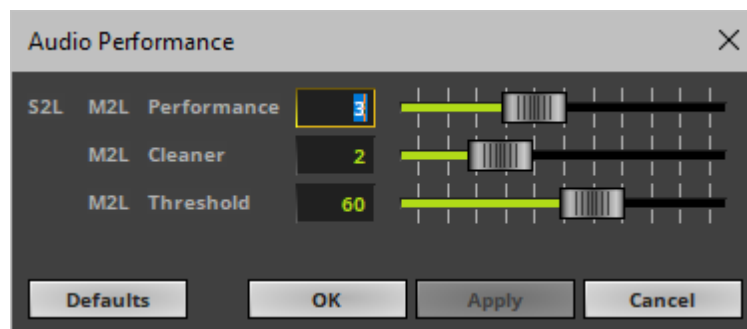 Audio Performance
S2L M2L Performance 3
M2L Cleaner 2
M2L Threshold 60
Defaults OK Apply Cancel